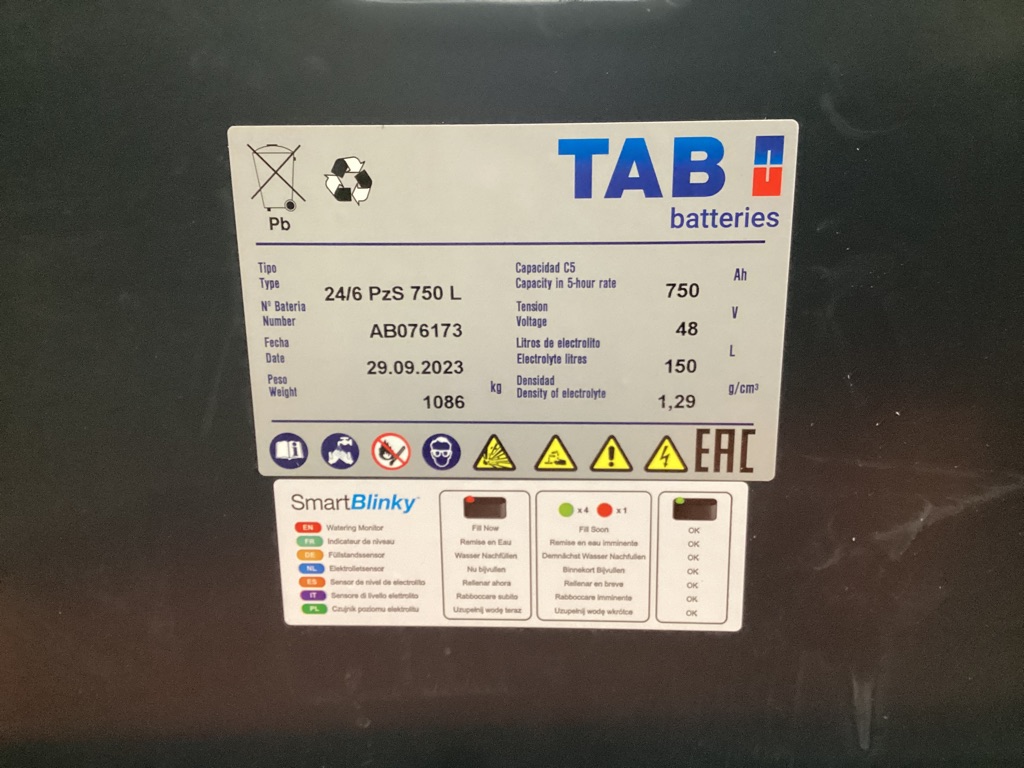 TAB
batteries
Pb
Tipo
Type
24/6 PzS 750 L
Nº Bateria
Number
AB076173
Fecha
Date
29.09.2023
Peso
Weight
1086
kg
Capacidad C5
Capacity in 5-hour rate
750
Ah
Tension
Voltage
48
V
Litros de electrolito
Electrolyte litres
150
L
Densidad
Density of electrolyte
1,29
g/cm³
EAC
SmartBlinky
EN Watering Monitor
FR Indicateur de niveau
DE Füllstandssensor
NL Elektrolietsensor
ES Sensor de nivel de electrolito
IT Sensore di livello elettrolito
PL Czujnik poziomu elektrolitu
Fill Now
Remise en Eau
Wasser Nachfüllen
Nu bijvullen
Rellenar ahora
Rabboccare subito
Uzupełnij wodę teraz
x 4 x 1
Fill Soon
Remise en eau imminente
Demnächst Wasser Nachfullen
Binnekort Bijvullen
Rellenar en breve
Rabboccare imminente
Uzupełnij wodę wkrótce
OK
OK
OK
OK
OK
OK
OK